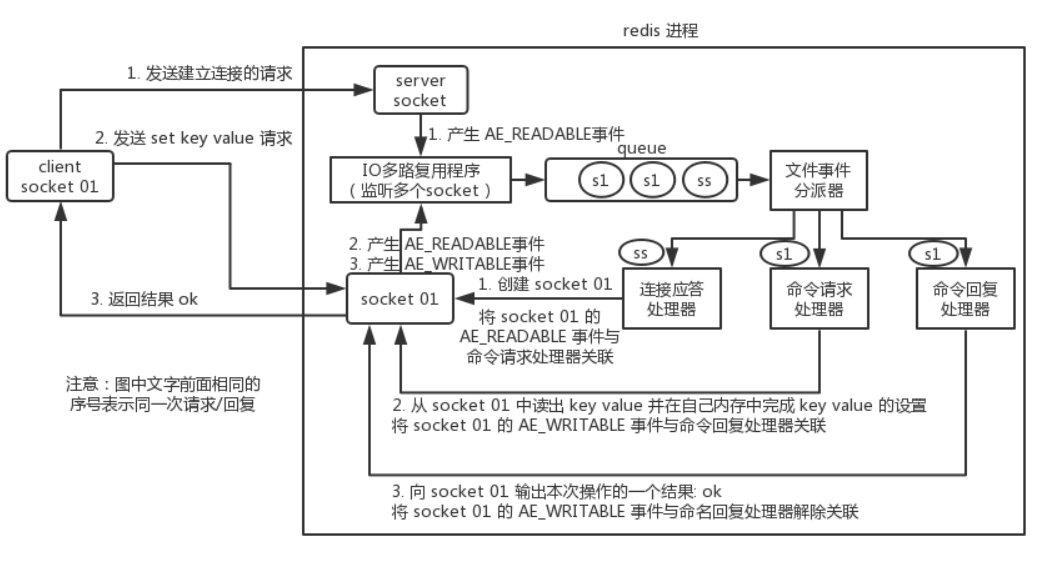 redis 进程
1. 发送建立连接的请求
server
socket
2. 发送 set key value 请求
1. 产生 AE_READABLE事件
queue
client
socket 01
IO多路复用程序
（监听多个socket）
s1
s1
ss
文件事件
分派器
2. 产生 AE_READABLE事件
3. 产生 AE_WRITABLE事件
ss
s1
s1
3. 返回结果 ok
socket 01
1. 创建 socket 01
连接应答
处理器
命令请求
处理器
命令回复
处理器
将 socket 01 的
AE_READABLE 事件与
命令请求处理器关联
注意：图中文字前面相同的
序号表示同一次请求/回复
2. 从 socket 01 中读出 key value 并在自己内存中完成 key value 的设置
将 socket 01 的 AE_WRITABLE 事件与命令回复处理器关联
3. 向 socket 01 输出本次操作的一个结果: ok
将 socket 01 的 AE_WRITABLE 事件与命名回复处理器解除关联